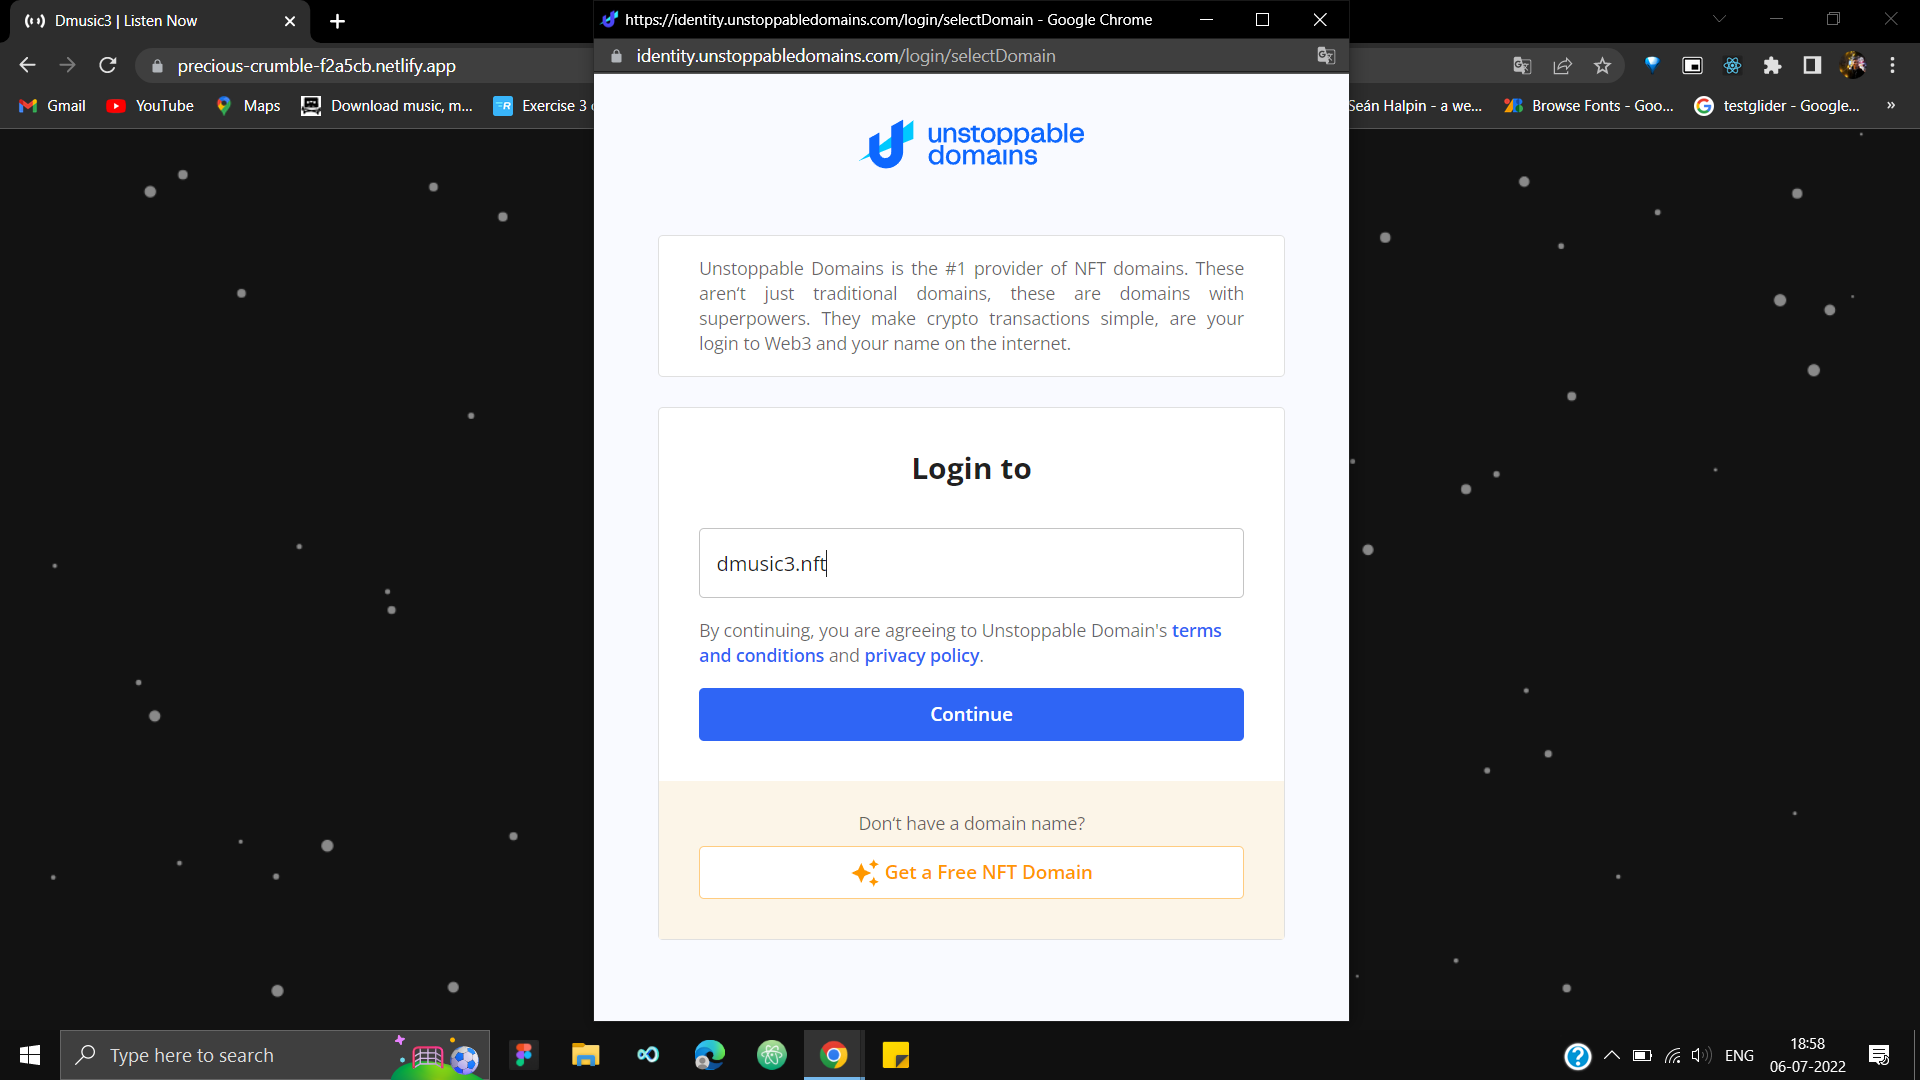 Dmusic3 | Listen Now
https://identity.unstoppabledomains.com/login/selectDomain - Google Chrome
identity.unstoppabledomains.com/login/selectDomain
precious-crumble-f2a5cb.netlify.app
Gmail
YouTube
Maps
Download music, m...
Exercise 3
Seán Halpin - a we...
Browse Fonts - Goo...
testglider - Google...
»
unstoppable
domains
Unstoppable Domains is the #1 provider of NFT domains. These
aren't just traditional domains, these are domains with
superpowers. They make crypto transactions simple, are your
login to Web3 and your name on the internet.
Login to
dmusic3.nft
By continuing, you are agreeing to Unstoppable Domain's terms
and conditions and privacy policy.
Continue
Don't have a domain name?
Get a Free NFT Domain
Type here to search
ENG
18:58
06-07-2022